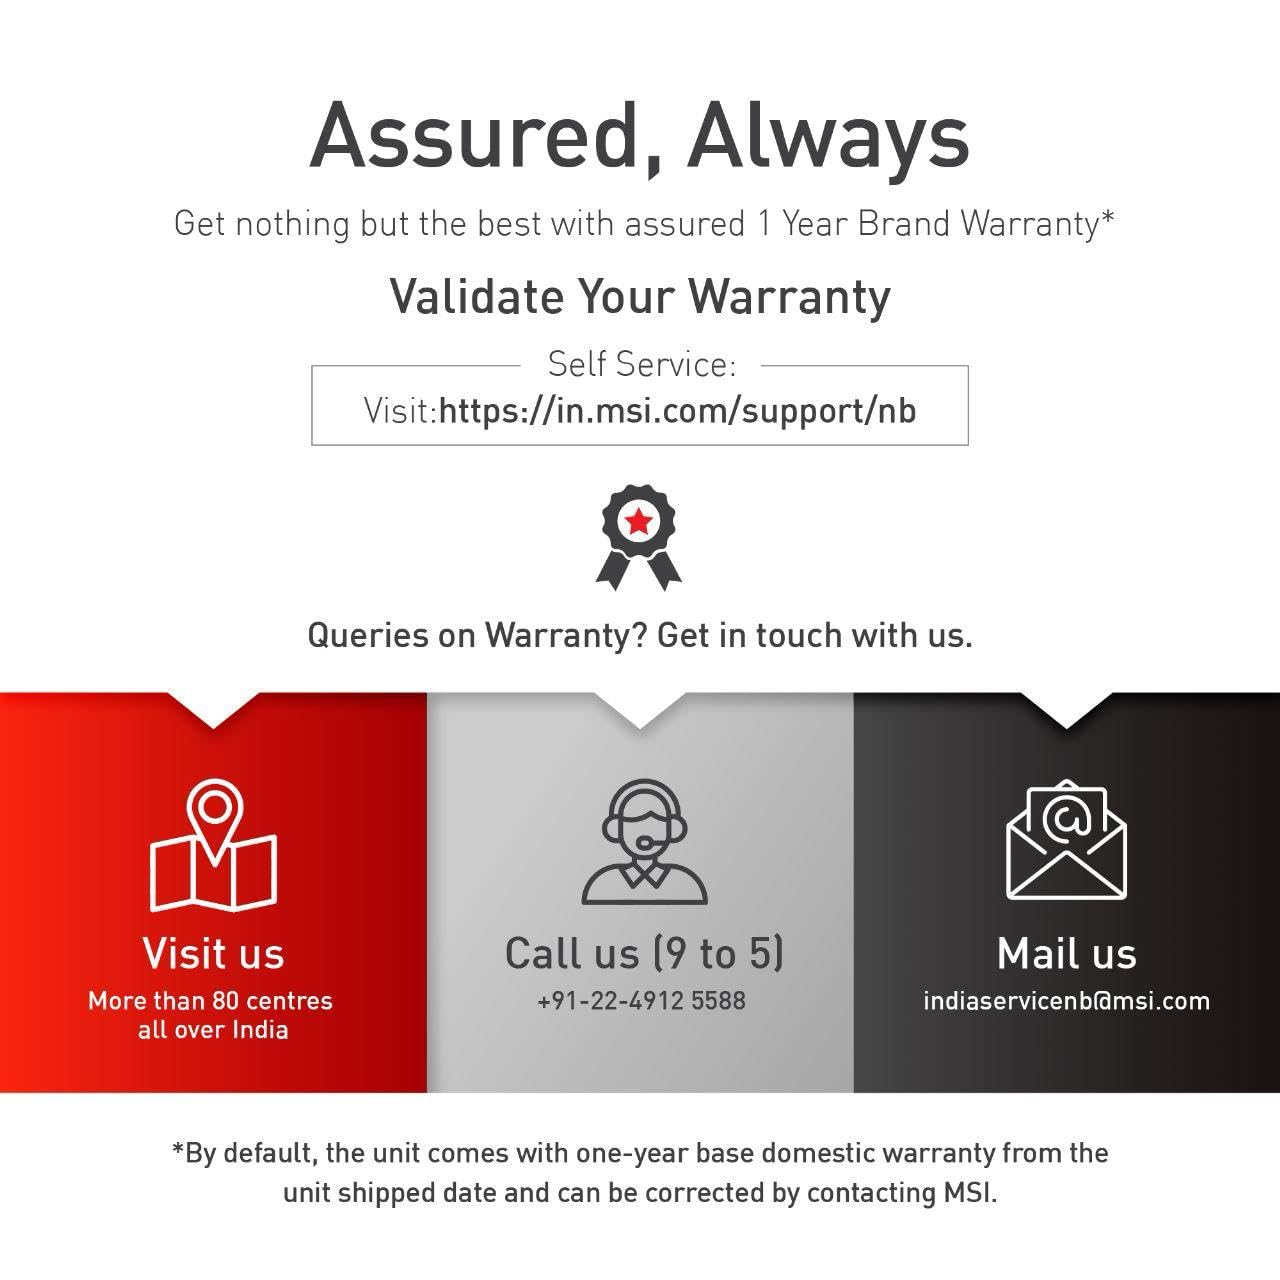 Assured, Always
Get nothing but the best with assured 1 Year Brand Warranty*
Validate Your Warranty
Self Service:
Visit:https://in.msi.com/support/nb
Queries on Warranty? Get in touch with us.
Visit us
More than 80 centres
all over India
Call us (9 to 5)
+91-22-4912 5588
Mail us
indiaservicenb@msi.com
*By default, the unit comes with one-year base domestic warranty from the
unit shipped date and can be corrected by contacting MSI.